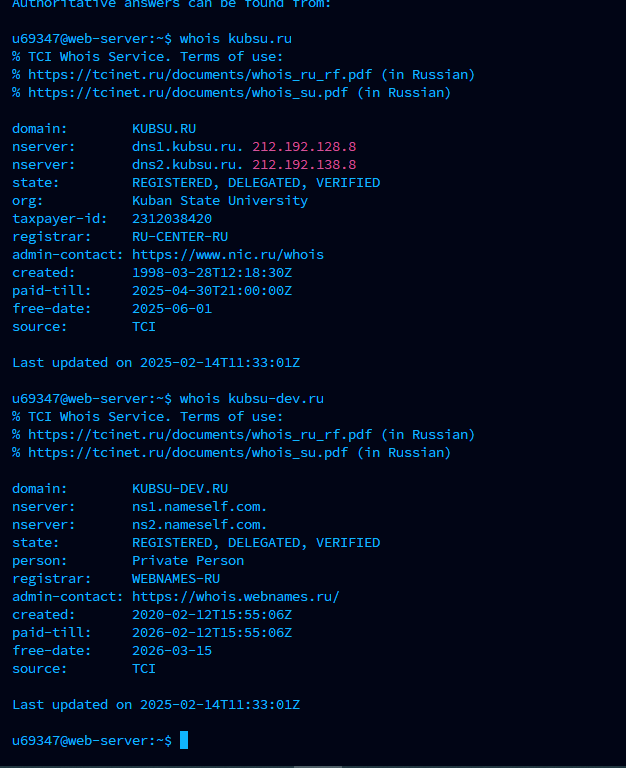 Authoritative answers can be found from:
u69347@web-server:~$ whois kubsu.ru
% TCI Whois Service. Terms of use:
% https://tcinet.ru/documents/whois_ru_rf.pdf (in Russian)
% https://tcinet.ru/documents/whois_su.pdf (in Russian)
domain:        KUBSU.RU
nserver:       dns1.kubsu.ru. 212.192.128.8
nserver:       dns2.kubsu.ru. 212.192.138.8
state:         REGISTERED, DELEGATED, VERIFIED
org:           Kuban State University
taxpayer-id:   2312038420
registrar:     RU-CENTER-RU
admin-contact: https://www.nic.ru/whois
created:       1998-03-28T12:18:30Z
paid-till:     2025-04-30T21:00:00Z
free-date:     2025-06-01
source:        TCI
Last updated on 2025-02-14T11:33:01Z
u69347@web-server:~$ whois kubsu-dev.ru
% TCI Whois Service. Terms of use:
% https://tcinet.ru/documents/whois_ru_rf.pdf (in Russian)
% https://tcinet.ru/documents/whois_su.pdf (in Russian)
domain:        KUBSU-DEV.RU
nserver:       ns1.nameself.com.
nserver:       ns2.nameself.com.
state:         REGISTERED, DELEGATED, VERIFIED
person:        Private Person
registrar:     WEBNAMES-RU
admin-contact: https://whois.webnames.ru/
created:       2020-02-12T15:55:06Z
paid-till:     2026-02-12T15:55:06Z
free-date:     2026-03-15
source:        TCI
Last updated on 2025-02-14T11:33:01Z
u69347@web-server:~$